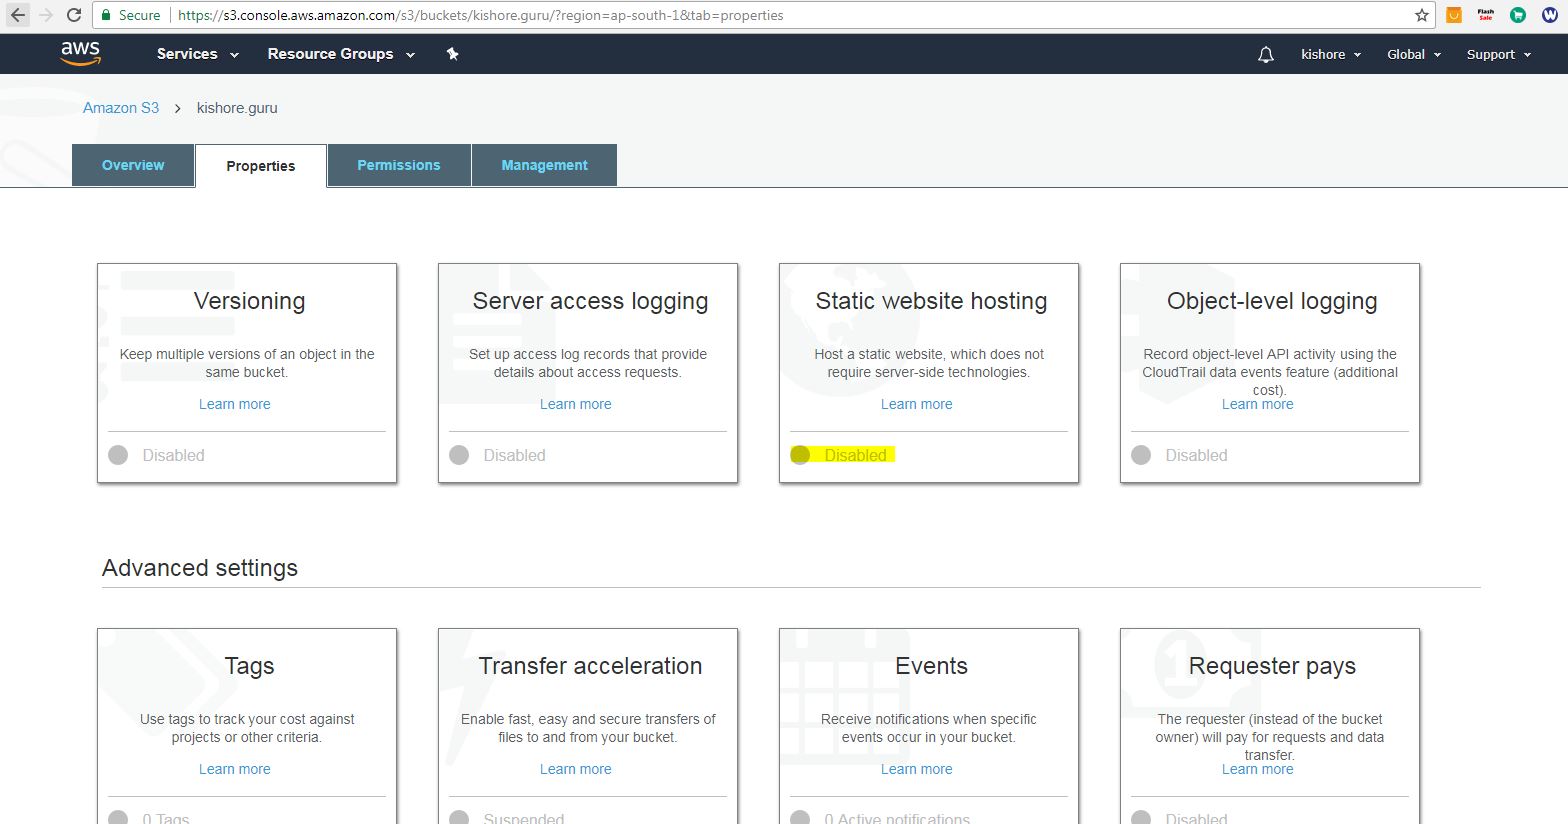 Secure https://s3.console.aws.amazon.com/s3/buckets/kishore.guru/?region=ap-south-1&tab=properties
Flash
Sale
W
aws Services Resource Groups kishore Global Support
Amazon S3 > kishore.guru
Overview Properties Permissions Management
Versioning
Keep multiple versions of an object in the
same bucket.
Learn more
Disabled
Server access logging
Set up access log records that provide
details about access requests.
Learn more
Disabled
Static website hosting
Host a static website, which does not
require server-side technologies.
Learn more
Disabled
Object-level logging
Record object-level API activity using the
CloudTrail data events feature (additional
cost).
Learn more
Disabled
Advanced settings
Tags
Use tags to track your cost against
projects or other criteria.
Learn more
0 Tags
Transfer acceleration
Enable fast, easy and secure transfers of
files to and from your bucket.
Learn more
Suspended
Events
Receive notifications when specific
events occur in your bucket.
Learn more
0 Active notifications
Requester pays
The requester (instead of the bucket
owner) will pay for requests and data
transfer.
Learn more
Disabled